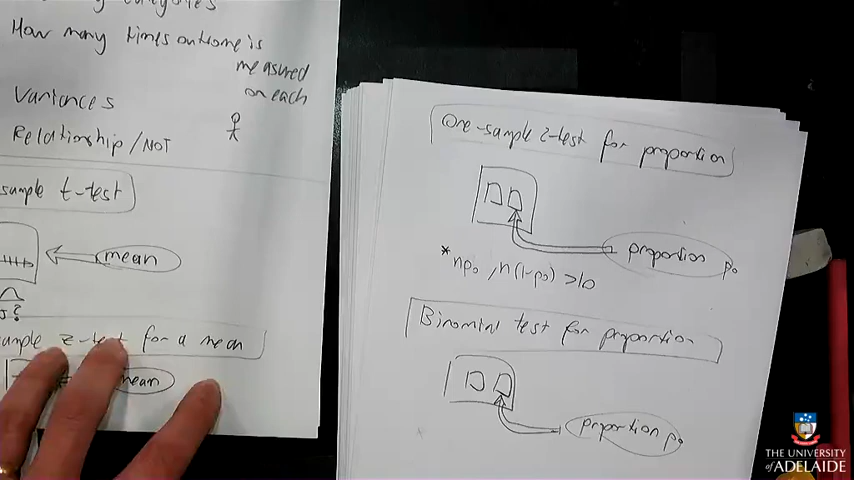 How many times outcome is
measured
on each
Variances
Relationship/NOT
sample t-test
mean
sample z-test for a mean
mean
One-sample z-test for proportion
proportion p₀
*np₀, n(1-p₀) >10
Binomial test for proportion
proportion p₀
THE UNIVERSITY
of ADELAIDE